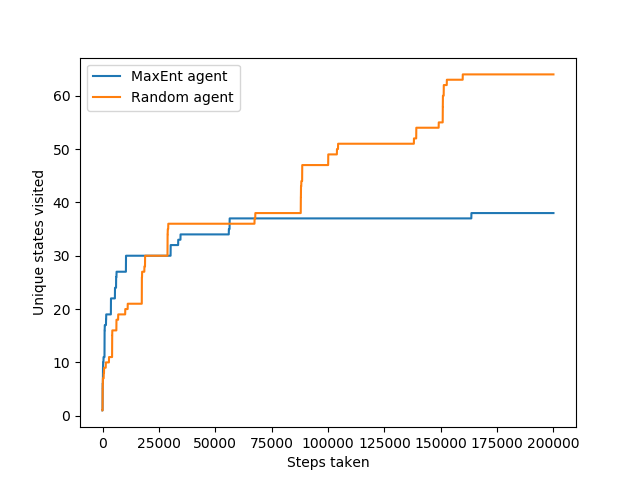 MaxEnt agent
Random agent
60
50
40
30
20
10
0
Unique states visited
0 25000 50000 75000 100000 125000 150000 175000 200000
Steps taken